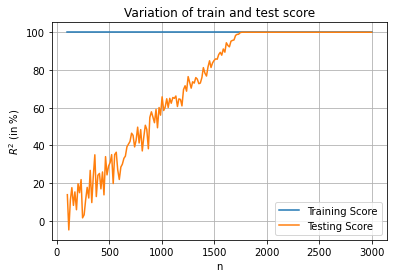 Variation of train and test score
100
80
60
40
20
0
R² (in %)
0 500 1000 1500 2000 2500 3000
n
Training Score
Testing Score